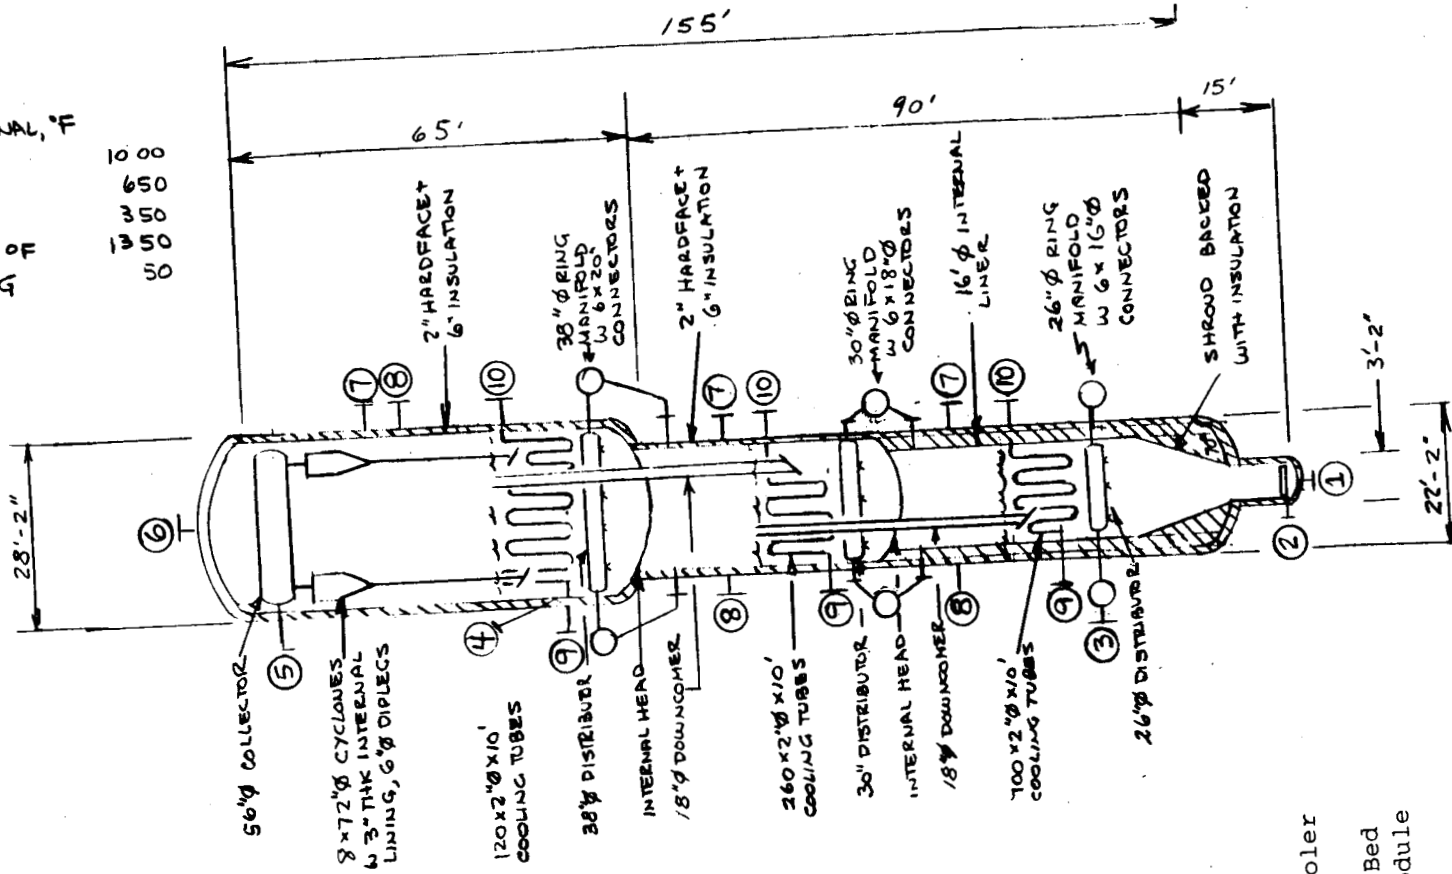 155'
65'
90'
15'
NAL, °F
10 00
650
350
OF 1350
50
2" HARDFACE +
6" INSULATION
38" Ø RING
MANIFOLD
W 6 x 20"
CONNECTORS
2" HARDFACE +
6" INSULATION
30" Ø RING
MANIFOLD
W 6 x 18" Ø
CONNECTORS
16' Ø INTERNAL
LINER
26" Ø RING
MANIFOLD
W 6 x 16" Ø
CONNECTORS
SHROUD BACKED
WITH INSULATION
3'-2"
28'-2"
22'-2"
70°
7
8
10
7
10
7
10
6
5
4
9
8
9
8
9
3
2
1
56" Ø COLLECTOR
8 x 72" Ø CYCLONES
W 3" THK INTERNAL
LINING, 6" Ø DIPLEGS
120 x 2" Ø x 10'
COOLING TUBES
38" Ø DISTRIBUTOR
INTERNAL HEAD
18" Ø DOWNCOMER
260 x 2" Ø x 10'
COOLING TUBES
30" DISTRIBUTOR
INTERNAL HEAD
18" Ø DOWNCOMER
700 x 2" Ø x 10'
COOLING TUBES
26" Ø DISTRIBUTOR
oler
Bed
dule